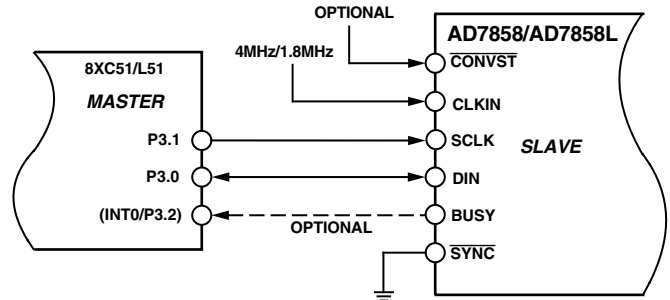 OPTIONAL
AD7858/AD7858L
4MHz/1.8MHz
CONVST
8XC51/L51
MASTER
CLKIN
P3.1
SCLK
SLAVE
P3.0
DIN
(INT0/P3.2)
BUSY
OPTIONAL
SYNC